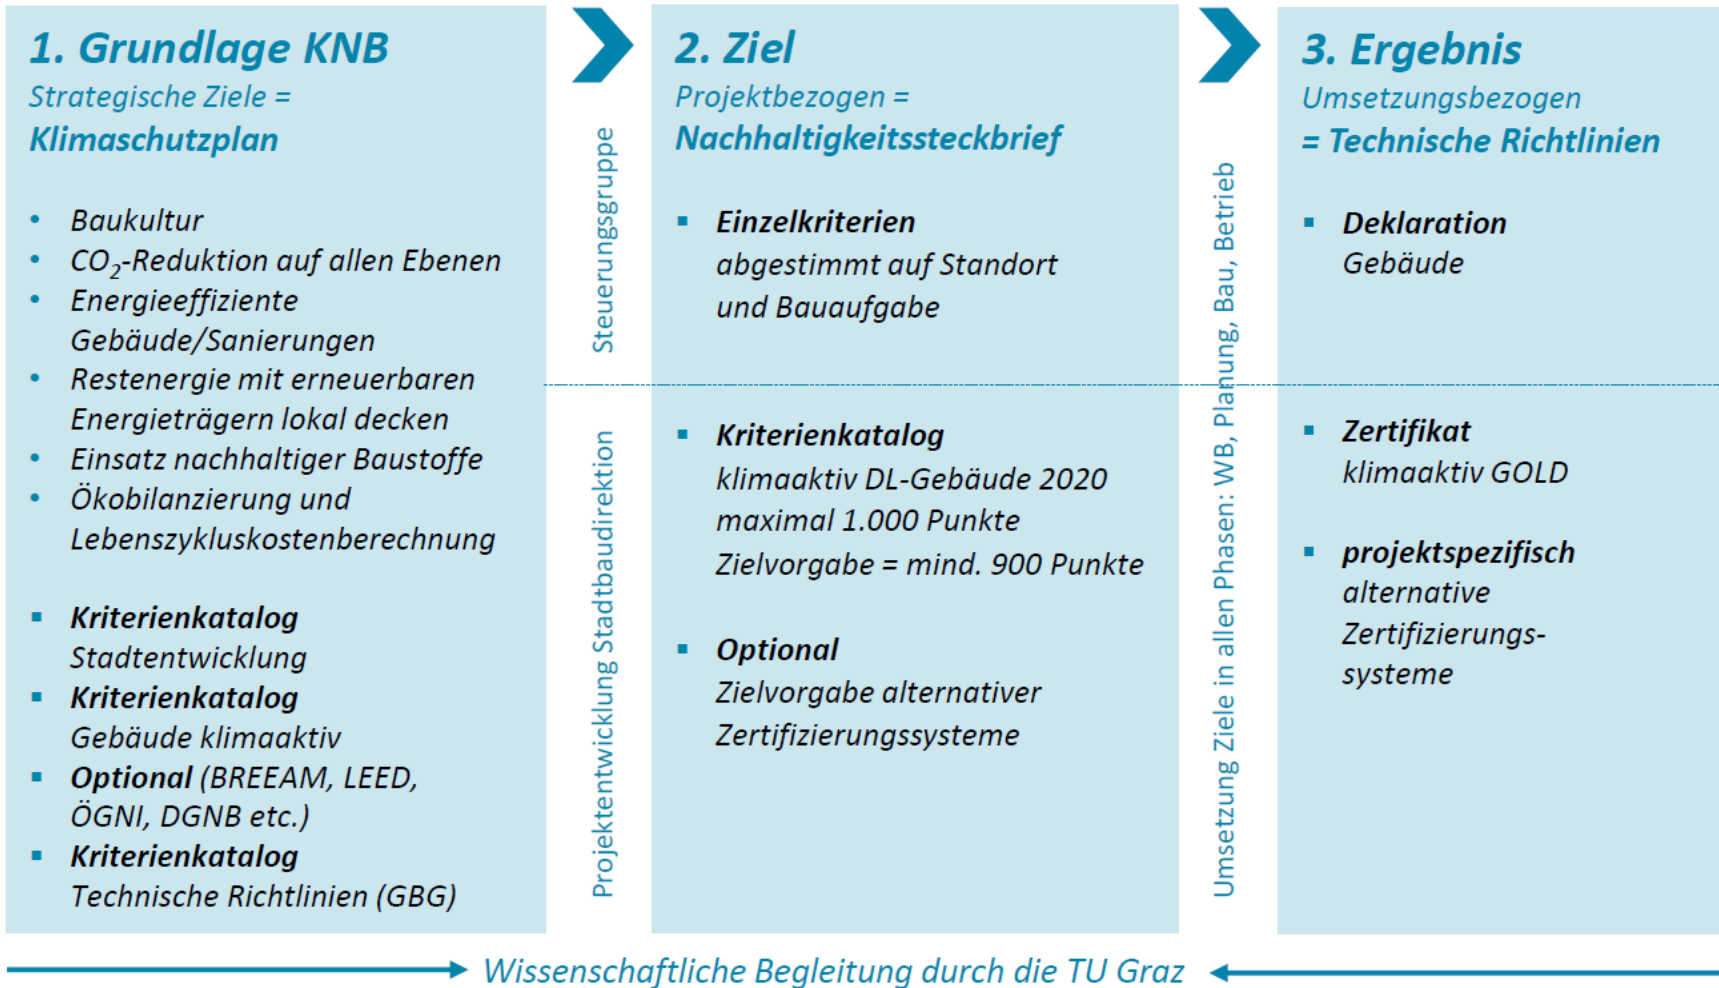 1. Grundlage KNB
Strategische Ziele =
Klimaschutzplan
• Baukultur
• CO₂-Reduktion auf allen Ebenen
• Energieeffiziente
Gebäude/Sanierungen
• Restenergie mit erneuerbaren
Energieträgern lokal decken
• Einsatz nachhaltiger Baustoffe
• Ökobilanzierung und
Lebenszykluskostenberechnung
▪ Kriterienkatalog
Stadtentwicklung
▪ Kriterienkatalog
Gebäude klimaaktiv
▪ Optional (BREEAM, LEED,
ÖGNI, DGNB etc.)
▪ Kriterienkatalog
Technische Richtlinien (GBG)
Steuerungsgruppe
Projektentwicklung Stadtbaudirektion
2. Ziel
Projektbezogen =
Nachhaltigkeitssteckbrief
▪ Einzelkriterien
abgestimmt auf Standort
und Bauaufgabe
▪ Kriterienkatalog
klimaaktiv DL-Gebäude 2020
maximal 1.000 Punkte
Zielvorgabe = mind. 900 Punkte
▪ Optional
Zielvorgabe alternativer
Zertifizierungssysteme
Umsetzung Ziele in allen Phasen: WB, Planung, Bau, Betrieb
3. Ergebnis
Umsetzungsbezogen
= Technische Richtlinien
▪ Deklaration
Gebäude
▪ Zertifikat
klimaaktiv GOLD
▪ projektspezifisch
alternative
Zertifizierungs-
systeme
Wissenschaftliche Begleitung durch die TU Graz